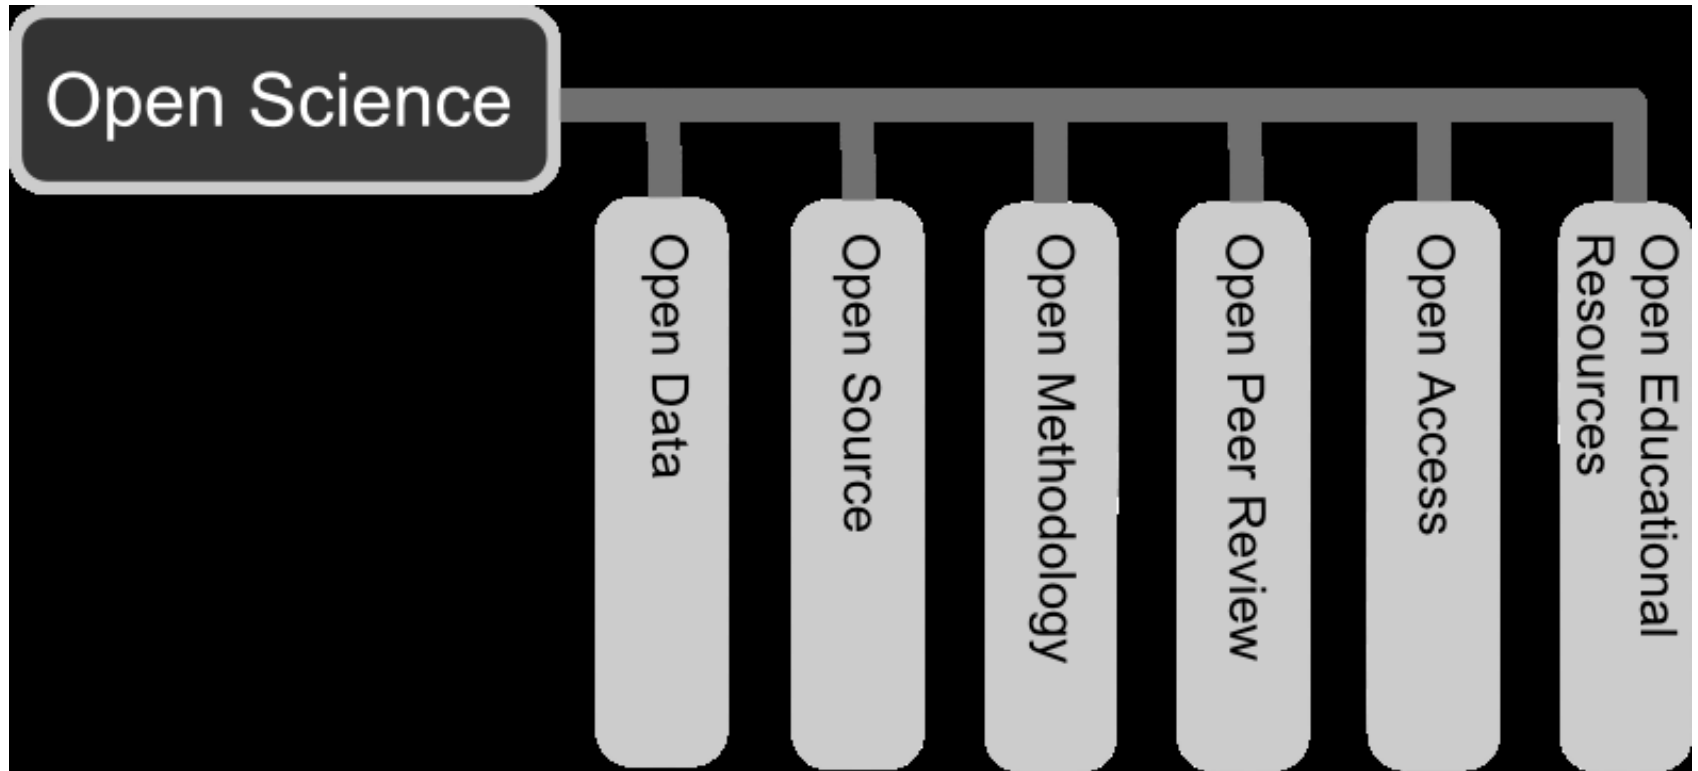 Open Science
Open Data
Open Source
Open Methodology
Open Peer Review
Open Access
Open Educational
Resources